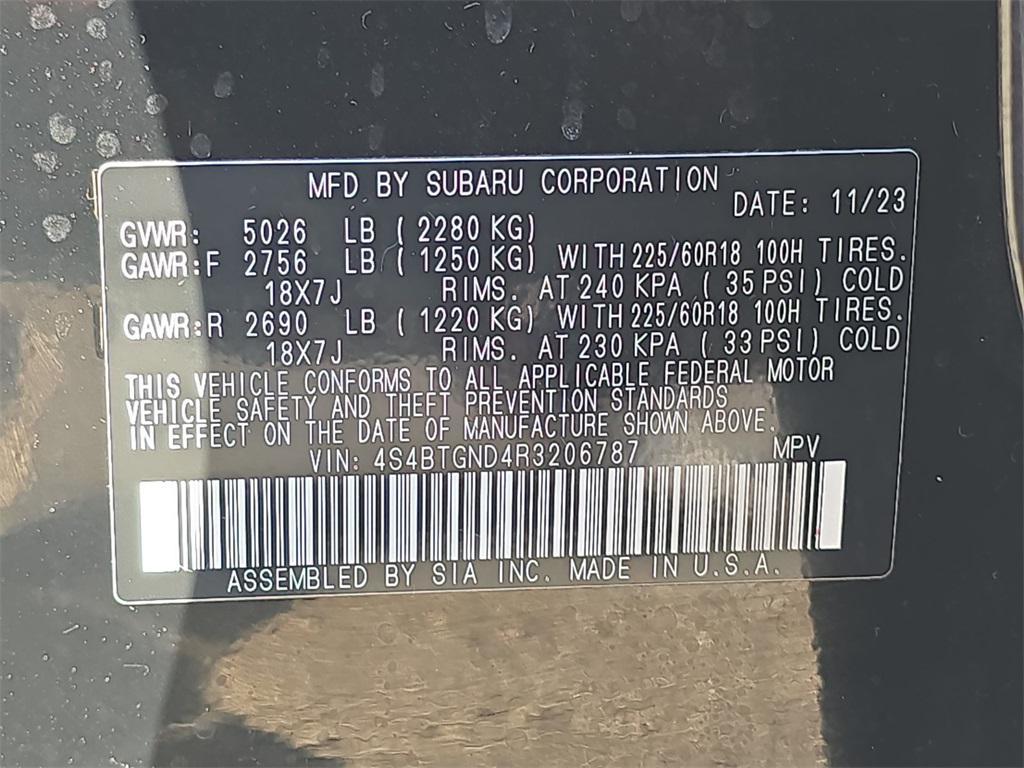 MFD BY SUBARU CORPORATION
DATE: 11/23
GVWR: 5026 LB ( 2280 KG)
GAWR:F 2756 LB ( 1250 KG) WITH 225/60R18 100H TIRES.
18X7J RIMS. AT 240 KPA ( 35 PSI) COLD
GAWR:R 2690 LB ( 1220 KG) WITH 225/60R18 100H TIRES.
18X7J RIMS. AT 230 KPA ( 33 PSI) COLD
THIS VEHICLE CONFORMS TO ALL APPLICABLE FEDERAL MOTOR
VEHICLE SAFETY AND THEFT PREVENTION STANDARDS
IN EFFECT ON THE DATE OF MANUFACTURE SHOWN ABOVE.
VIN: 4S4BTGND4R3206787 MPV
ASSEMBLED BY SIA INC. MADE IN U.S.A.